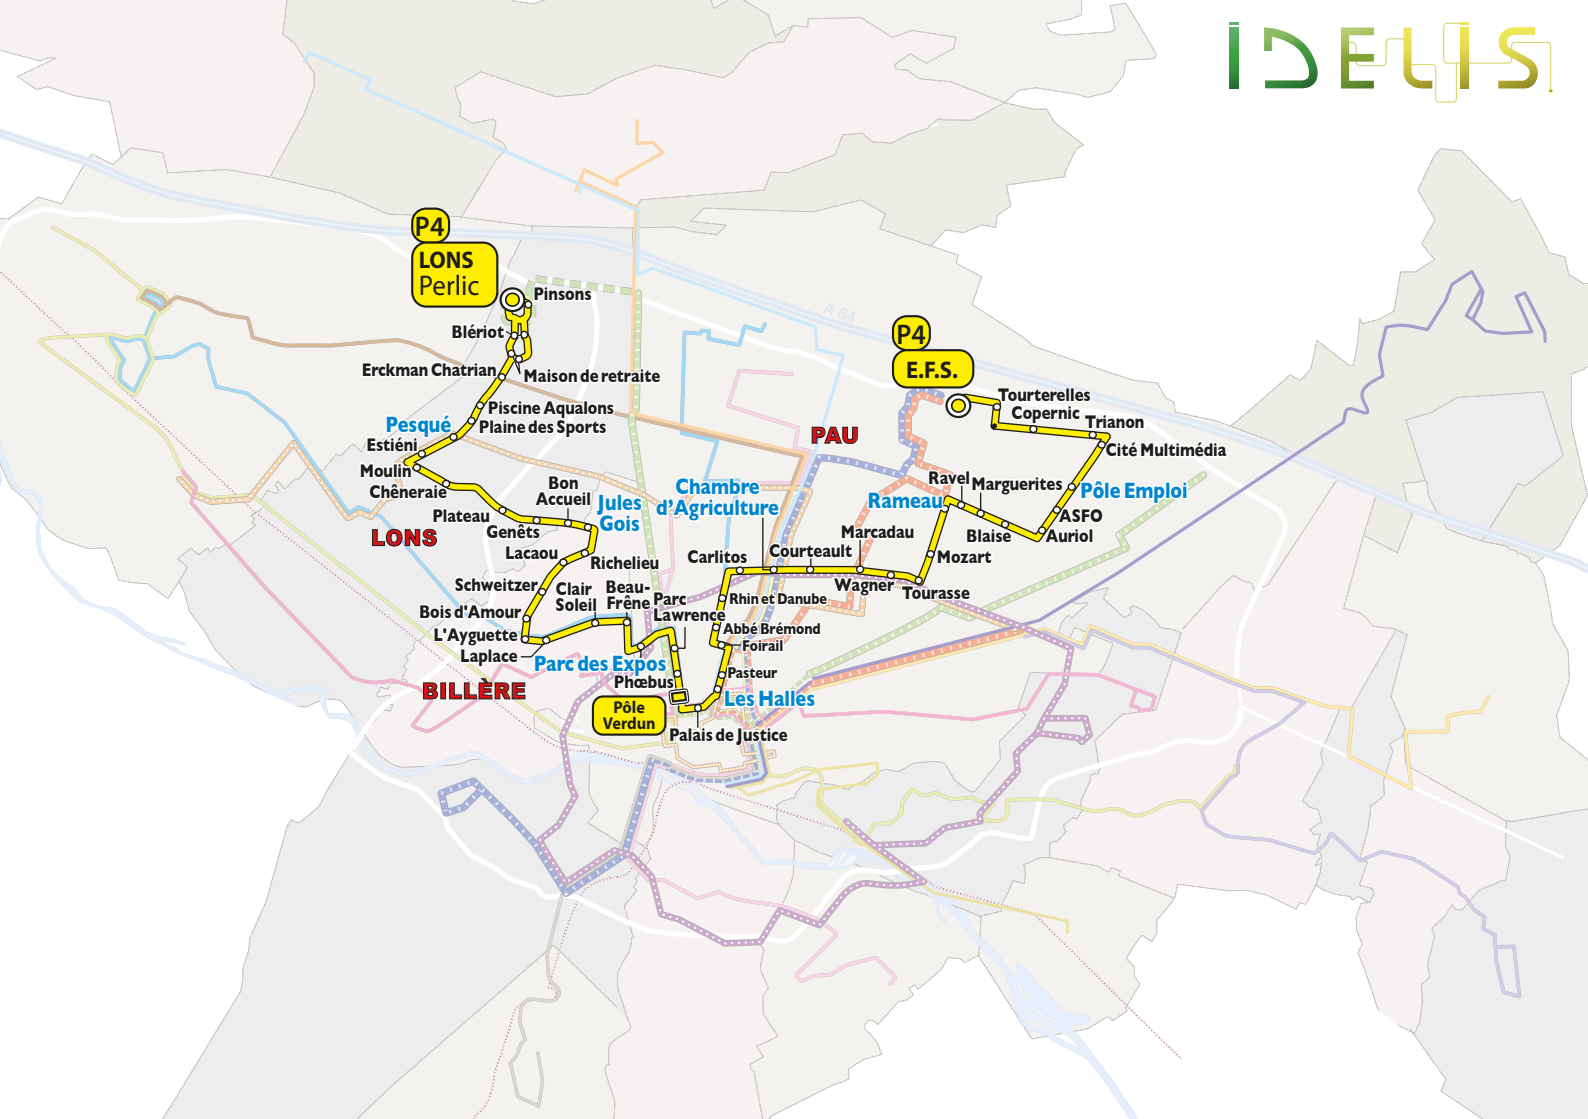 IDELIS
P4
LONS
Perlic
Pinsons
Blériot
Erckman Chatrian
Maison de retraite
Piscine Aqualons
Plaine des Sports
Pesqué
Estiéni
Moulin
Chêneraie
Plateau
Genêts
Bon
Accueil
Jules
Gois
LONS
Lacaou
Richelieu
Schweitzer
Clair
Soleil
Beau-
Frêne
Parc
Lawrence
Bois d'Amour
L'Ayguette
Laplace
Parc des Expos
Phœbus
BILLÈRE
Pôle
Verdun
Palais de Justice
Les Halles
Pasteur
Foirail
Abbé Brémond
Rhin et Danube
Carlitos
Chambre
d'Agriculture
Courteault
Marcadau
Wagner
Tourasse
Mozart
Rameau
Ravel
Marguerites
Blaise
Auriol
ASFO
Pôle Emploi
Cité Multimédia
Trianon
Copernic
Tourterelles
P4
E.F.S.
PAU
A 64